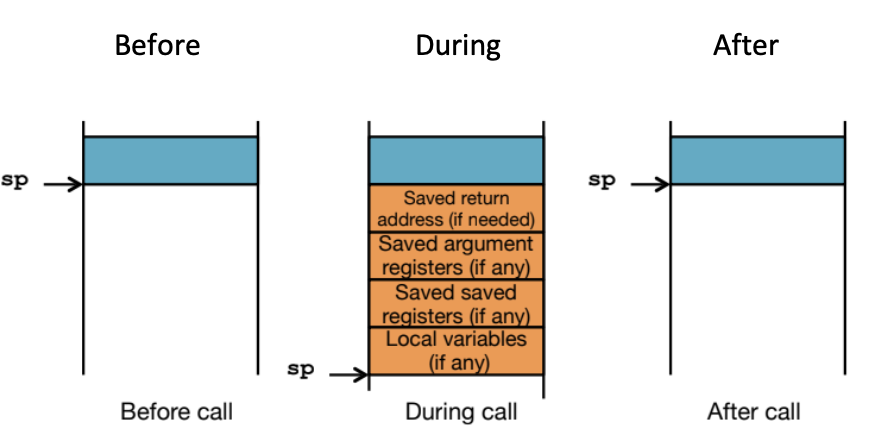 Before
During
After
sp
sp
Saved return
address (if needed)
Saved argument
registers (if any)
Saved saved
registers (if any)
Local variables
(if any)
sp
Before call
During call
After call